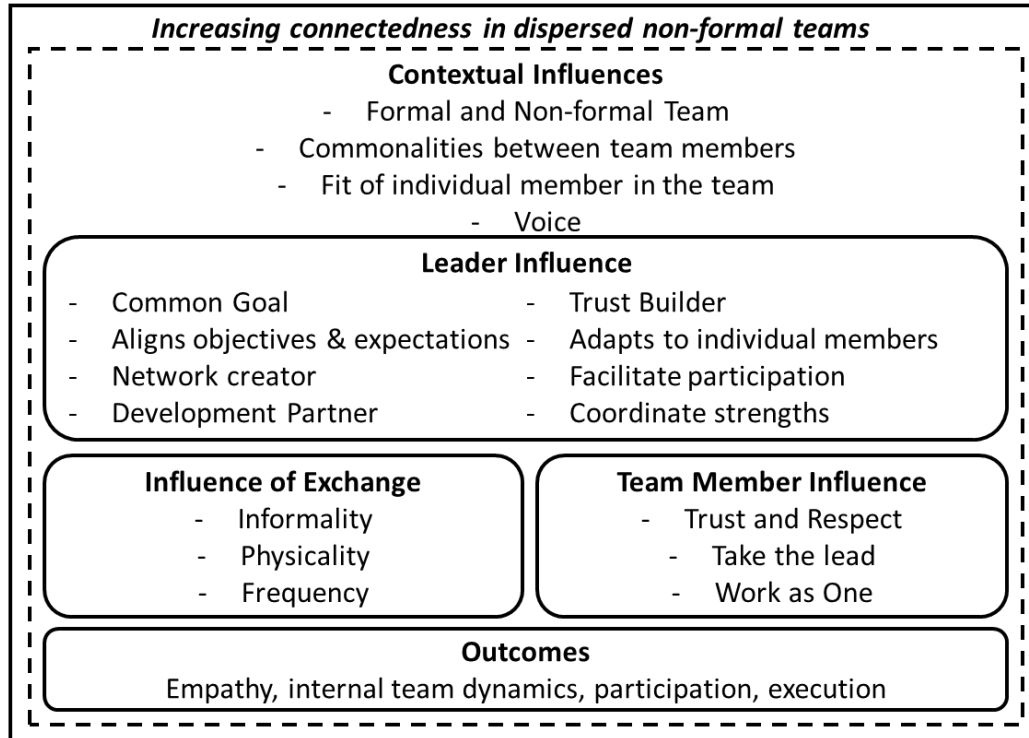 Increasing connectedness in dispersed non-formal teams
Contextual Influences
- Formal and Non-formal Team
- Commonalities between team members
- Fit of individual member in the team
- Voice
Leader Influence
- Common Goal
- Aligns objectives & expectations
- Network creator
- Development Partner
- Trust Builder
- Adapts to individual members
- Facilitate participation
- Coordinate strengths
Influence of Exchange
- Informality
- Physicality
- Frequency
Team Member Influence
- Trust and Respect
- Take the lead
- Work as One
Outcomes
Empathy, internal team dynamics, participation, execution